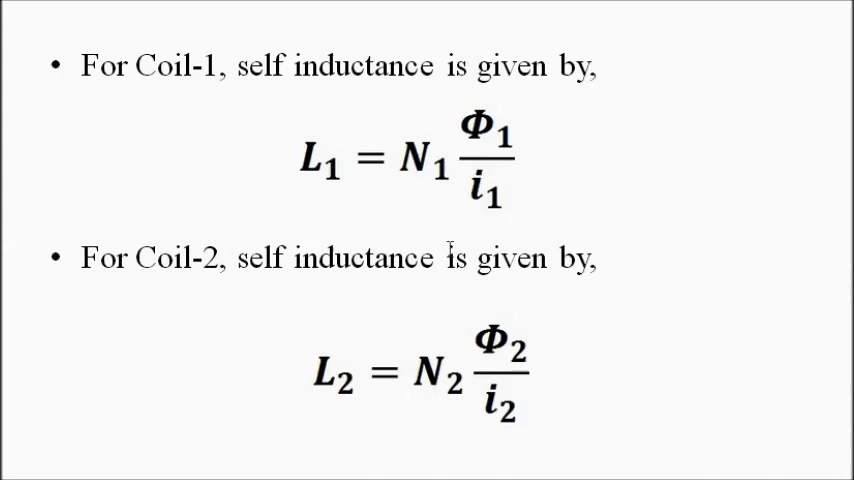 • For Coil-1, self inductance is given by,
L₁ = N₁ Φ₁/i₁
• For Coil-2, self inductance is given by,
L₂ = N₂ Φ₂/i₂